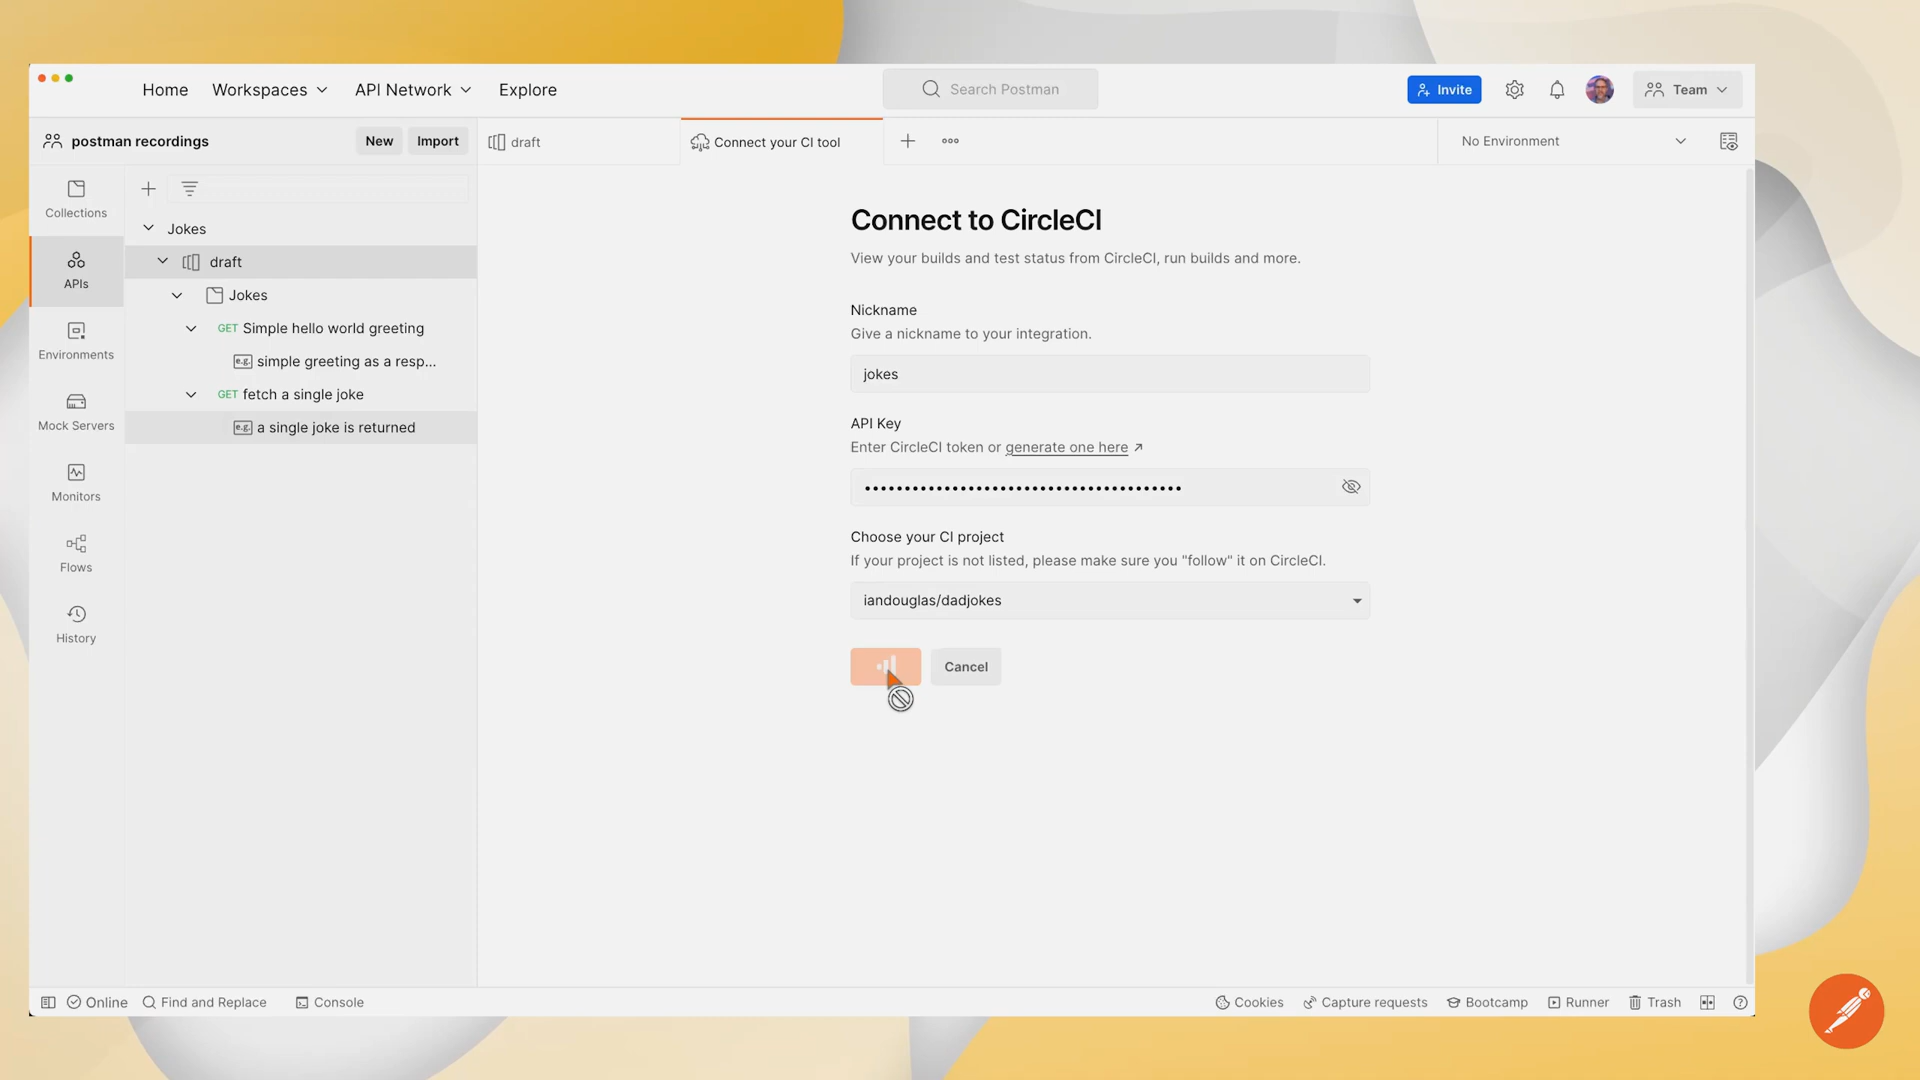 Home
Workspaces
API Network
Explore
Search Postman
Invite
Team
postman recordings
New
Import
draft
Connect your CI tool
No Environment
Collections
APIs
Environments
Mock Servers
Monitors
Flows
History
Jokes
draft
Jokes
GET Simple hello world greeting
e.g. simple greeting as a resp...
GET fetch a single joke
e.g. a single joke is returned
Connect to CircleCI
View your builds and test status from CircleCI, run builds and more.
Nickname
Give a nickname to your integration.
jokes
API Key
Enter CircleCI token or generate one here ↗
••••••••••••••••••••••••••••••••••••••••
Choose your CI project
If your project is not listed, please make sure you "follow" it on CircleCI.
iandouglas/dadjokes
Cancel
Online
Find and Replace
Console
Cookies
Capture requests
Bootcamp
Runner
Trash